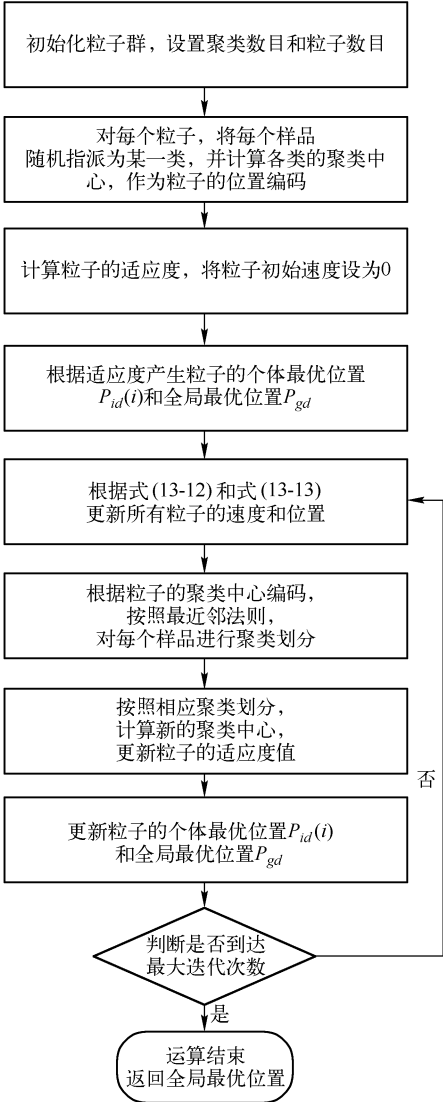 初始化粒子群，设置聚类数目和粒子数目
对每个粒子，将每个样品
随机指派为某一类，并计算各类的聚类中
心，作为粒子的位置编码
计算粒子的适应度，将粒子初始速度设为0
根据适应度产生粒子的个体最优位置
Pid(i)和全局最优位置Pgd
根据式(13-12)和式(13-13)
更新所有粒子的速度和位置
根据粒子的聚类中心编码，
按照最近邻法则，
对每个样品进行聚类划分
按照相应聚类划分，
计算新的聚类中心，
更新粒子的适应度值
否
更新粒子的个体最优位置Pid(i)
和全局最优位置Pgd
判断是否到达
最大迭代次数
是
运算结束
返回全局最优位置